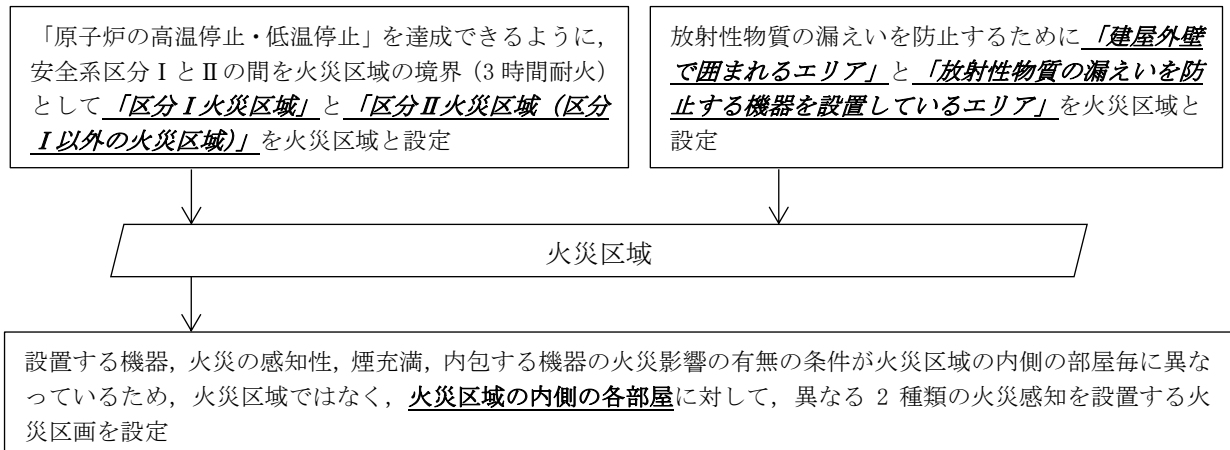 「原子炉の高温停止・低温停止」を達成できるように，
安全系区分ⅠとⅡの間を火災区域の境界（3 時間耐火）
として「区分Ⅰ火災区域」と「区分Ⅱ火災区域（区分
Ⅰ以外の火災区域）」を火災区域と設定
放射性物質の漏えいを防止するために「建屋外壁
で囲まれるエリア」と「放射性物質の漏えいを防
止する機器を設置しているエリア」を火災区域と
設定
火災区域
設置する機器，火災の感知性，煙充満，内包する機器の火災影響の有無の条件が火災区域の内側の部屋毎に異な
っているため，火災区域ではなく，火災区域の内側の各部屋に対して，異なる 2 種類の火災感知を設置する火
災区画を設定